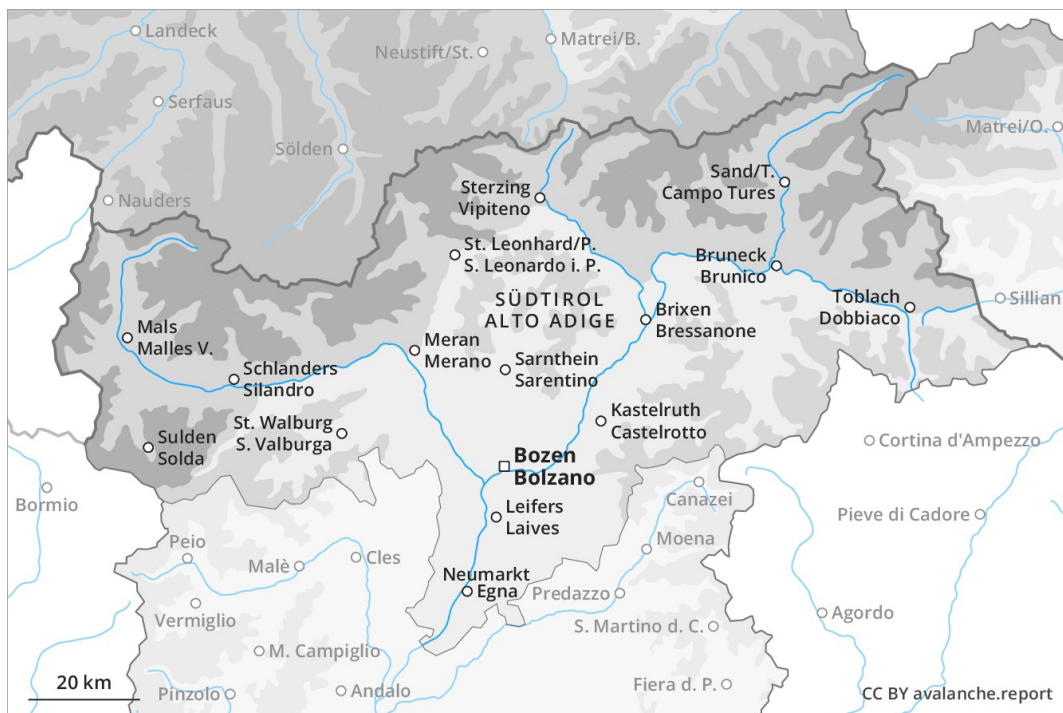 Landeck
Neustift/St.
Matrei/B.
Serfaus
Matrei/O.
Sölden
Sand/T.
Campo Tures
Sterzing
Vipiteno
Nauders
St. Leonhard/P.
S. Leonardo i. P.
Bruneck
Brunico
SÜDTIROL
ALTO ADIGE
Toblach
Dobbiaco
Sillian
Brixen
Bressanone
Mals
Malles V.
Meran
Merano
Schlanders
Silandro
Sarnthein
Sarentino
St. Walburg
S. Valburga
Kastelruth
Castelrotto
Sulden
Solda
Cortina d'Ampezzo
Bozen
Bolzano
Bormio
Canazei
Leifers
Laives
Pieve di Cadore
Peio
Malè
Cles
Moena
Neumarkt
Egna
Predazzo
Vermiglio
Agordo
S. Martino d. C.
M. Campiglio
20 km
Pinzolo
Andalo
Fiera d. P.
CC BY avalanche.report